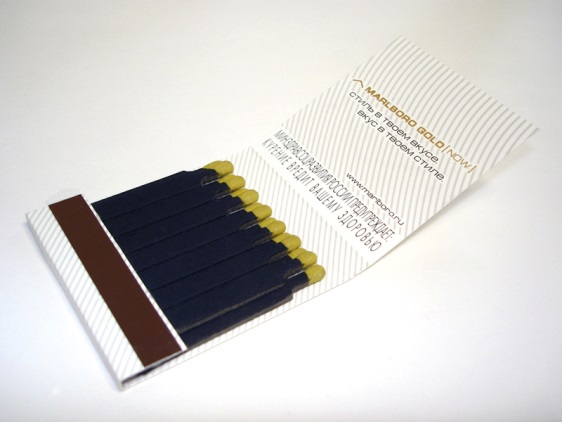 MARLBORO GOLD [NOW]
СТИЛЬ В ТВОЕМ ВКУСЕ.
ВКУС В ТВОЕМ СТИЛЕ.
www.marlboro.ru
МИНЗДРАВСОЦРАЗВИТИЯ РОССИИ ПРЕДУПРЕЖДАЕТ:
КУРЕНИЕ ВРЕДИТ ВАШЕМУ ЗДОРОВЬЮ